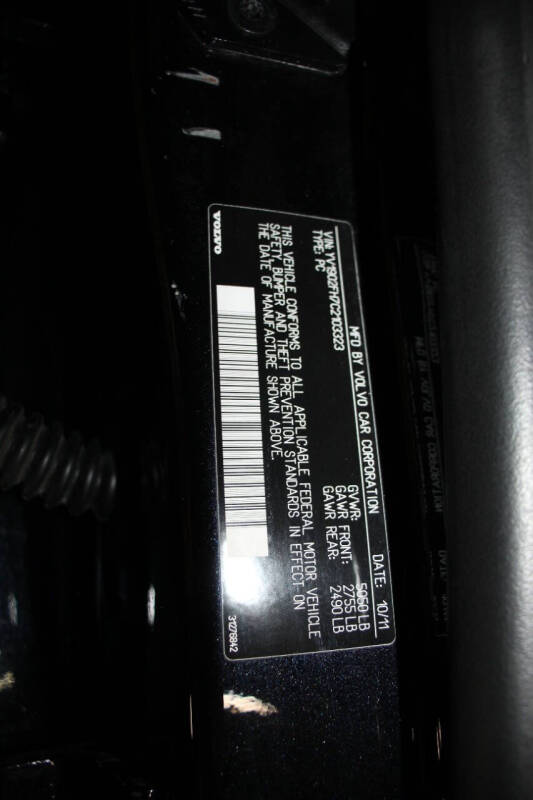 MFD BY VOLVO CAR CORPORATION DATE: 10/11
VIN: YV1902FH7C2103323 GVWR: 5050 LB
TYPE: PC GAWR FRONT: 2755 LB
GAWR REAR: 2490 LB
THIS VEHICLE CONFORMS TO ALL APPLICABLE FEDERAL MOTOR VEHICLE
SAFETY, BUMPER AND THEFT PREVENTION STANDARDS IN EFFECT ON
THE DATE OF MANUFACTURE SHOWN ABOVE.
VOLVO 31276842